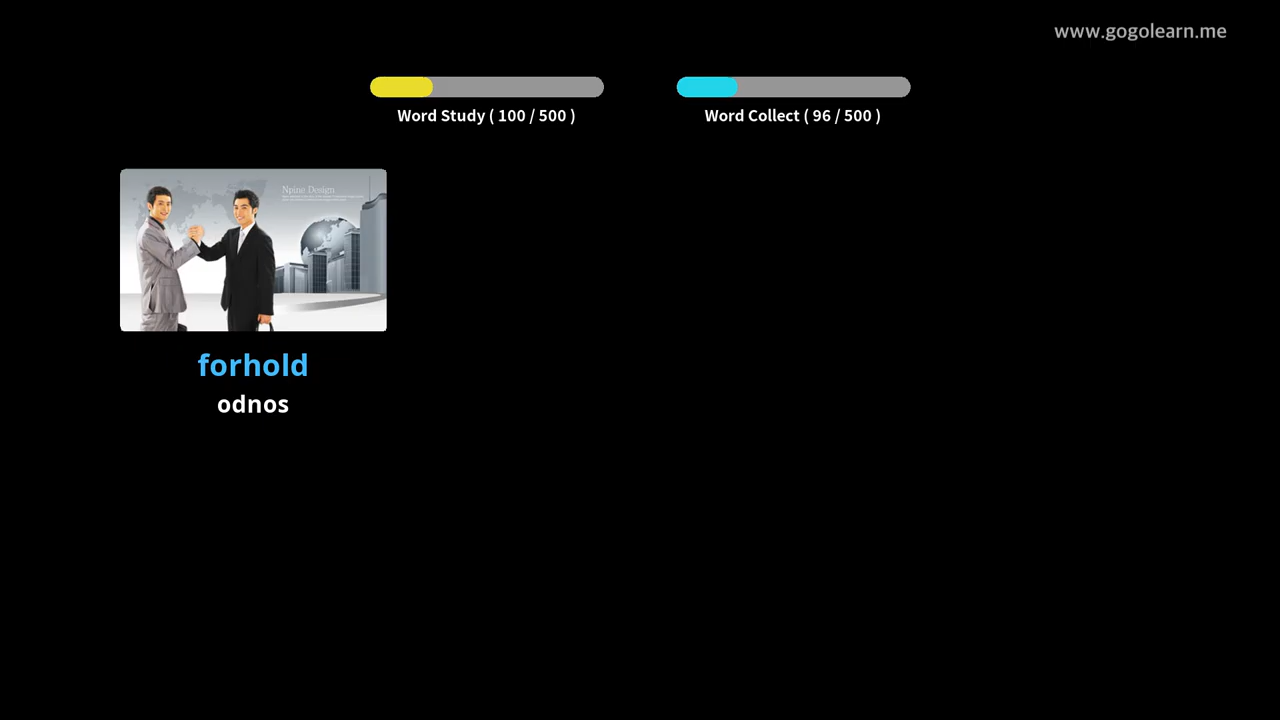 www.gogolearn.me
Word Study ( 100 / 500 )
Word Collect ( 96 / 500 )
Npine Design
forhold
odnos